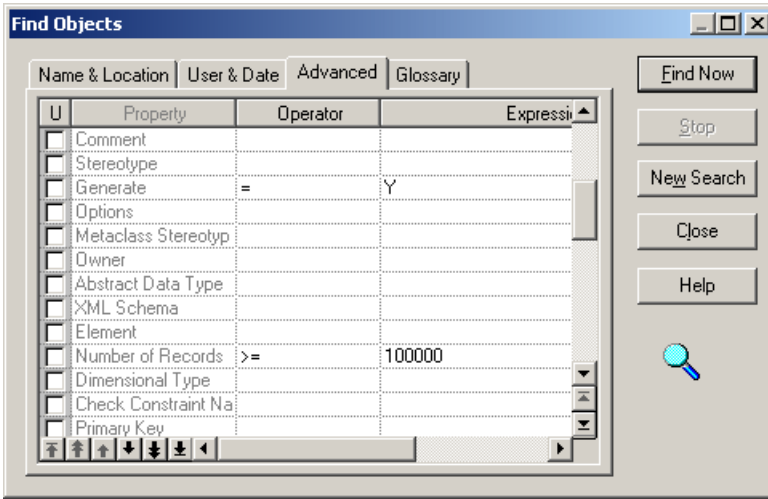 Find Objects
Name & Location User & Date Advanced Glossary
U Property Operator Expressi
Comment
Stereotype
Generate = Y
Options
Metaclass Stereotyp
Owner
Abstract Data Type
XML Schema
Element
Number of Records >= 100000
Dimensional Type
Check Constraint Na
Primary Key
Find Now
Stop
New Search
Close
Help